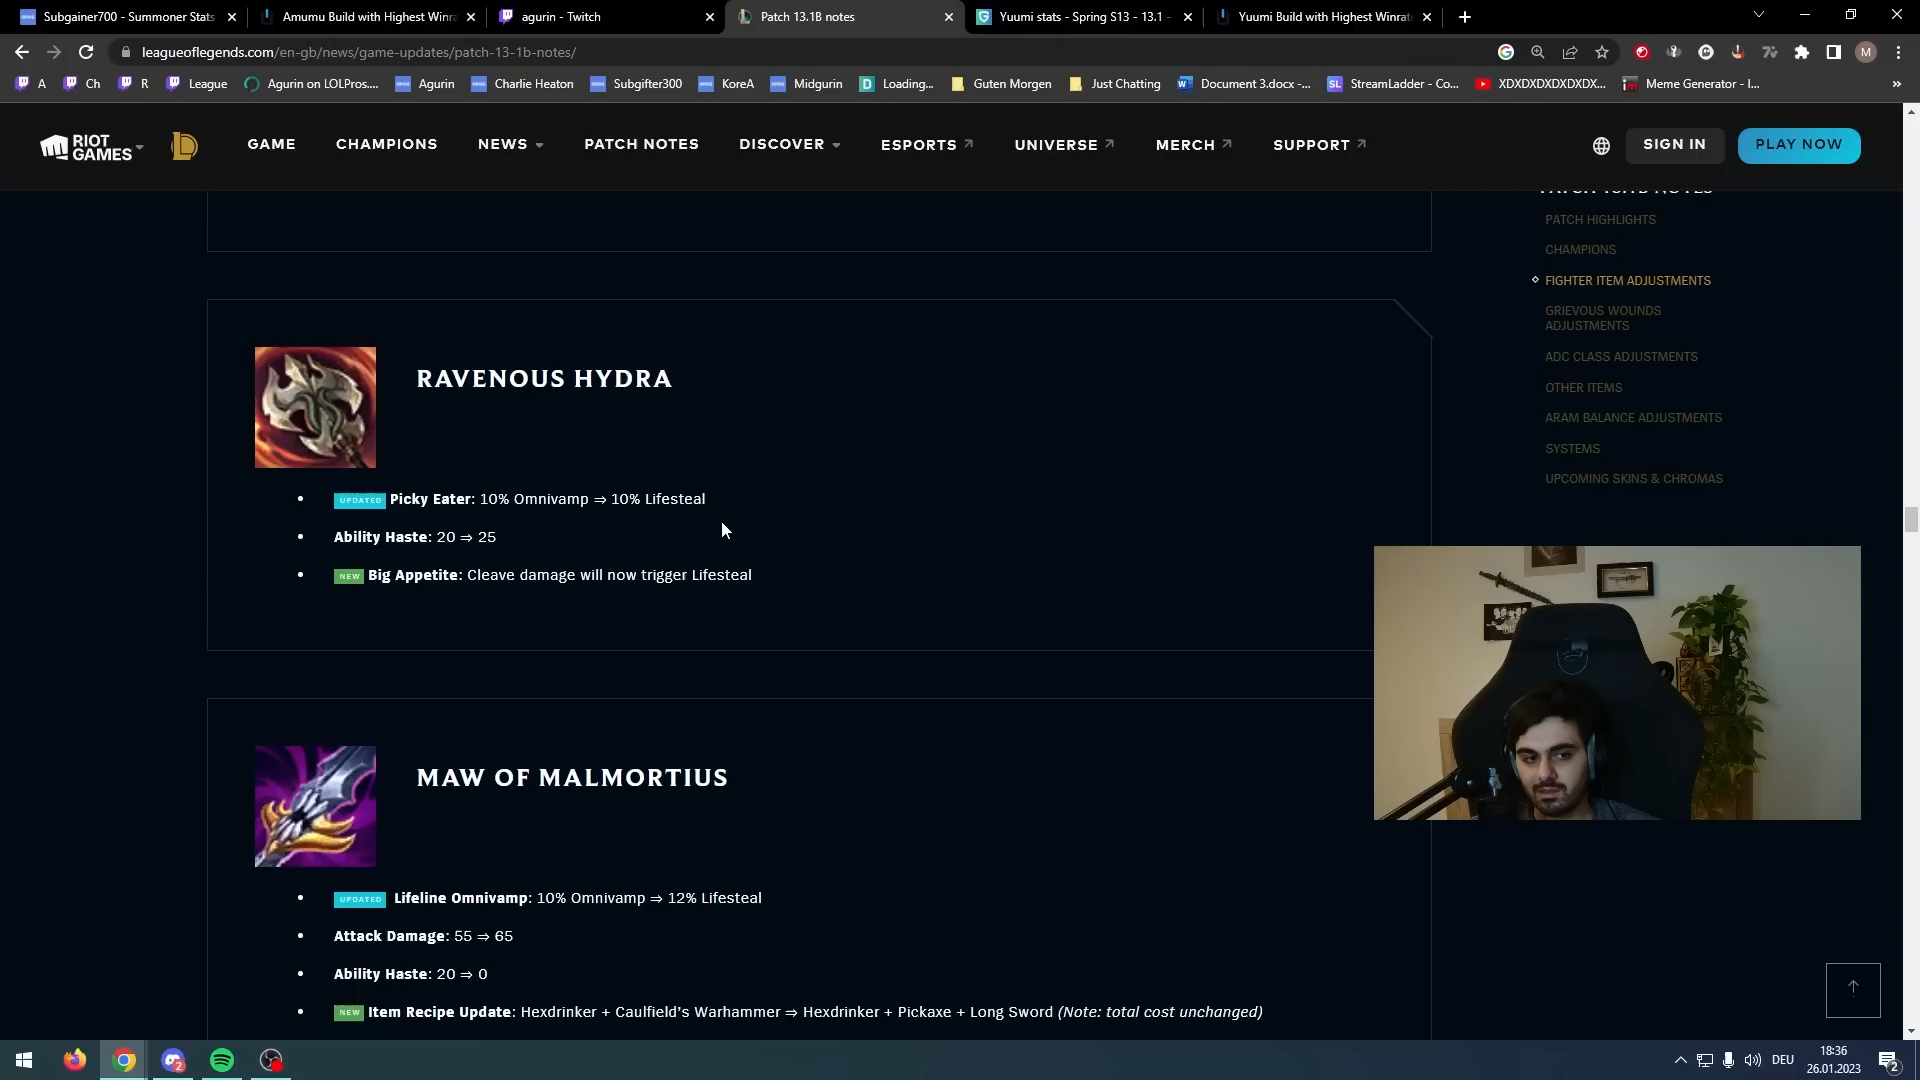 Subgainer700 - Summoner Stats
Amumu Build with Highest Winra
agurin - Twitch
Patch 13.1B notes
Yuumi stats - Spring S13 - 13.1 -
Yuumi Build with Highest Winrat
leagueoflegends.com/en-gb/news/game-updates/patch-13-1b-notes/
M
A
Ch
R
League
Agurin on LOLPros....
Agurin
Charlie Heaton
Subgifter300
KoreA
Midgurin
Loading...
Guten Morgen
Just Chatting
Document 3.docx -...
StreamLadder - Co...
XDXDXDXDXDXDX...
Meme Generator - I...
RIOT
GAMES
GAME
CHAMPIONS
NEWS
PATCH NOTES
DISCOVER
ESPORTS
UNIVERSE
MERCH
SUPPORT
SIGN IN
PLAY NOW
PATCH HIGHLIGHTS
CHAMPIONS
FIGHTER ITEM ADJUSTMENTS
GRIEVOUS WOUNDS
ADJUSTMENTS
ADC CLASS ADJUSTMENTS
OTHER ITEMS
ARAM BALANCE ADJUSTMENTS
SYSTEMS
UPCOMING SKINS & CHROMAS
RAVENOUS HYDRA
• UPDATED Picky Eater: 10% Omnivamp ⇒ 10% Lifesteal
• Ability Haste: 20 ⇒ 25
• NEW Big Appetite: Cleave damage will now trigger Lifesteal
MAW OF MALMORTIUS
• UPDATED Lifeline Omnivamp: 10% Omnivamp ⇒ 12% Lifesteal
• Attack Damage: 55 ⇒ 65
• Ability Haste: 20 ⇒ 0
• NEW Item Recipe Update: Hexdrinker + Caulfield's Warhammer ⇒ Hexdrinker + Pickaxe + Long Sword (Note: total cost unchanged)
DEU
18:36
26.01.2023
2
2